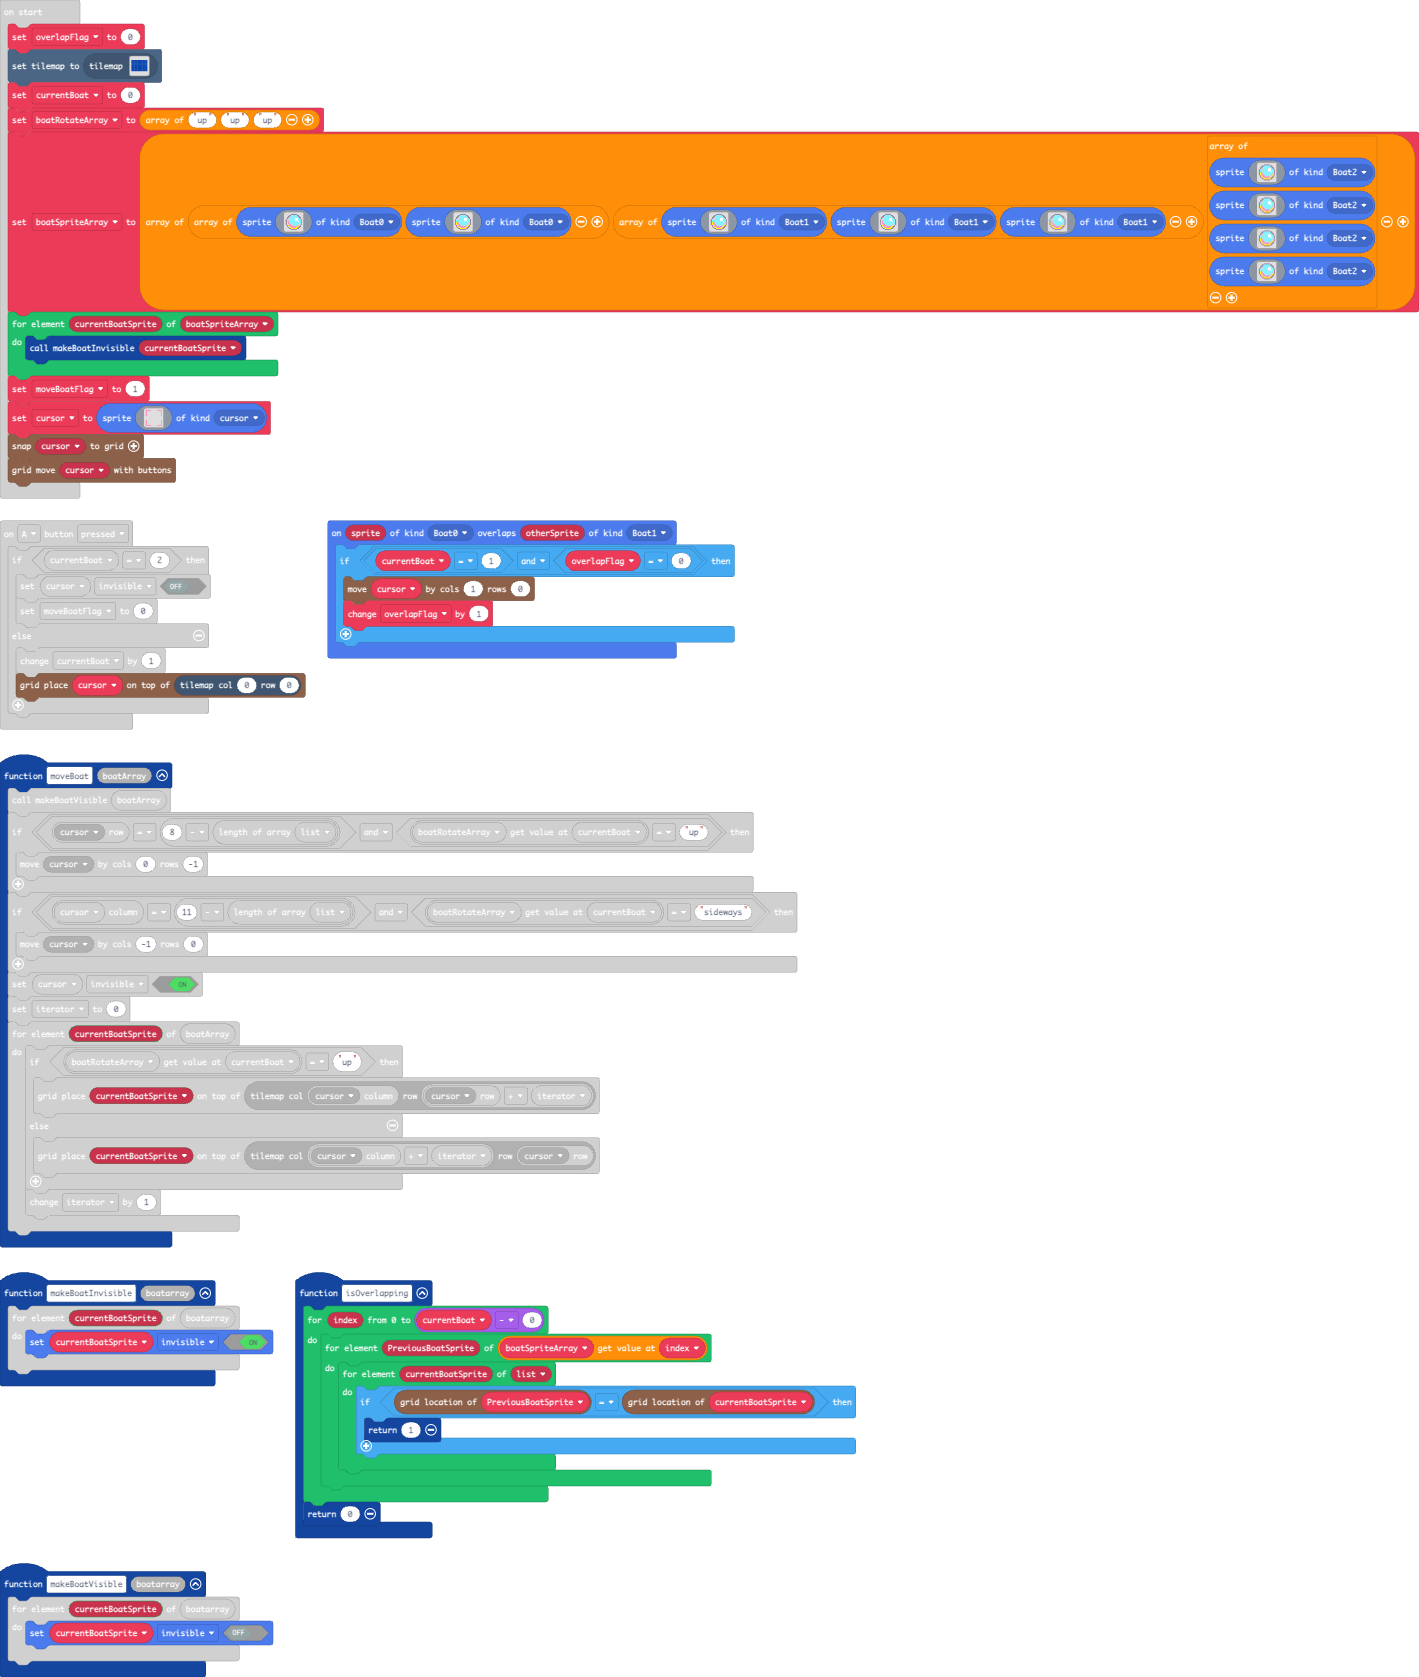 on start
set overlapFlag to 0
set tilemap to tilemap
set currentBoat to 0
set boatRotateArray to array of "up" "up" "up"
set boatSpriteArray to array of array of sprite of kind Boat0 sprite of kind Boat0 array of sprite of kind Boat1 sprite of kind Boat1 sprite of kind Boat1
array of
sprite of kind Boat2
sprite of kind Boat2
sprite of kind Boat2
sprite of kind Boat2
for element currentBoatSprite of boatSpriteArray
do call makeBoatInvisible currentBoatSprite
set moveBoatFlag to 1
set cursor to sprite of kind cursor
snap cursor to grid
grid move cursor with buttons
on A button pressed
if currentBoat = 2 then
set cursor invisible OFF
set moveBoatFlag to 0
else
change currentBoat by 1
grid place cursor on top of tilemap col 0 row 0
on sprite of kind Boat0 overlaps otherSprite of kind Boat1
if currentBoat = 1 and overlapFlag = 0 then
move cursor by cols 1 rows 0
change overlapFlag by 1
function moveBoat boatArray
call makeBoatVisible boatArray
if cursor row = 8 - length of array list and boatRotateArray get value at currentBoat = "up" then
move cursor by cols 0 rows -1
if cursor column = 11 - length of array list and boatRotateArray get value at currentBoat = "sideways" then
move cursor by cols -1 rows 0
set cursor invisible ON
set iterator to 0
for element currentBoatSprite of boatArray
do if boatRotateArray get value at currentBoat = "up" then
grid place currentBoatSprite on top of tilemap col cursor column row cursor row + iterator
else
grid place currentBoatSprite on top of tilemap col cursor column + iterator row cursor row
change iterator by 1
function makeBoatInvisible boatarray
for element currentBoatSprite of boatarray
do set currentBoatSprite invisible ON
function isOverlapping
for index from 0 to currentBoat - 0
do for element PreviousBoatSprite of boatSpriteArray get value at index
do for element currentBoatSprite of list
do if grid location of PreviousBoatSprite = grid location of currentBoatSprite then
return 1
return 0
function makeBoatVisible boatarray
for element currentBoatSprite of boatarray
do set currentBoatSprite invisible OFF